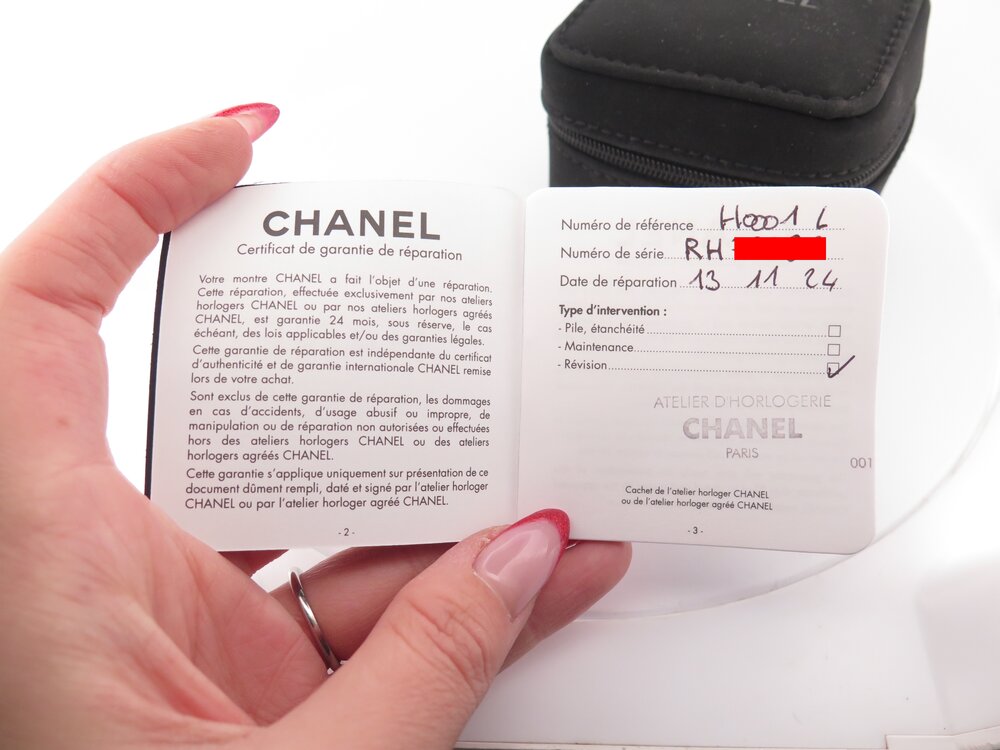 CHANEL
Certificat de garantie de réparation
Votre montre CHANEL a fait l'objet d'une réparation.
Cette réparation, effectuée exclusivement par nos ateliers
horlogers CHANEL ou par nos ateliers horlogers agréés
CHANEL, est garantie 24 mois, sous réserve, le cas
échéant, des lois applicables et/ou des garanties légales.
Cette garantie de réparation est indépendante du certificat
d'authenticité et de garantie internationale CHANEL remise
lors de votre achat.
Sont exclus de cette garantie de réparation, les dommages
en cas d'accidents, d'usage abusif ou impropre, de
manipulation ou de réparation non autorisées ou effectuées
hors des ateliers horlogers CHANEL ou des ateliers
horlogers agréés CHANEL.
Cette garantie s'applique uniquement sur présentation de ce
document dûment rempli, daté et signé par l'atelier horloger
CHANEL ou par l'atelier horloger agréé CHANEL.
- 2 -
Numéro de référence H0001 L
Numéro de série RH
Date de réparation 13 11 24
Type d'intervention :
- Pile, étanchéité
- Maintenance
- Révision
ATELIER D'HORLOGERIE
CHANEL
PARIS
001
Cachet de l'atelier horloger CHANEL
ou de l'atelier horloger agréé CHANEL
- 3 -